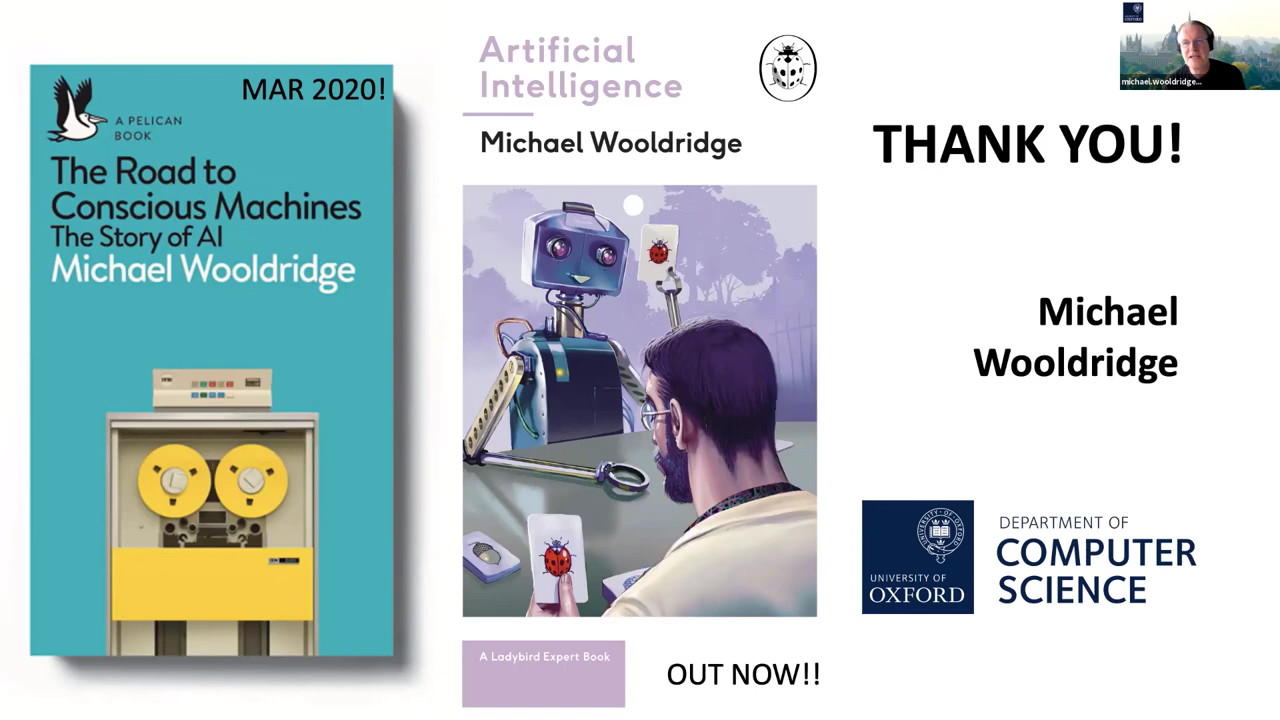 MAR 2020!
A PELICAN
BOOK
The Road to
Conscious Machines
The Story of AI
Michael Wooldridge
Artificial
Intelligence
Michael Wooldridge
A Ladybird Expert Book
OUT NOW!!
michael.wooldridge...
THANK YOU!
Michael
Wooldridge
UNIVERSITY OF
OXFORD
DEPARTMENT OF
COMPUTER
SCIENCE